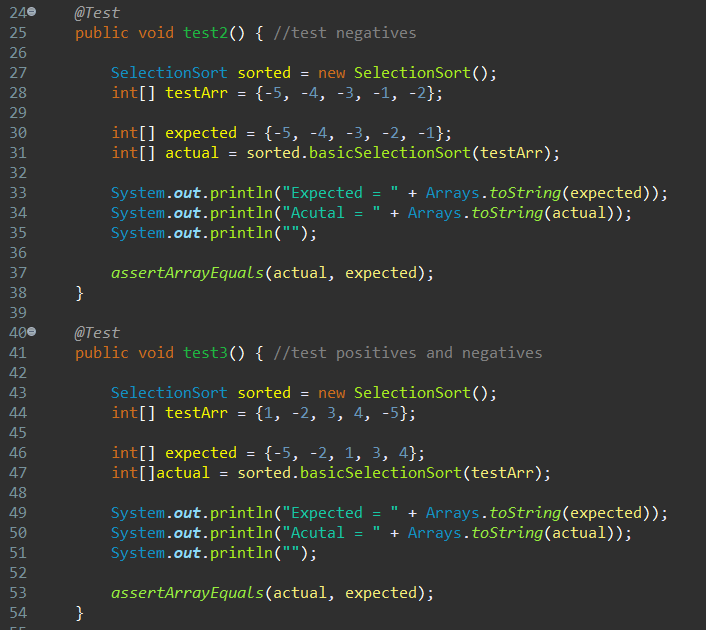 24 @Test
25 public void test2() { //test negatives
26
27 SelectionSort sorted = new SelectionSort();
28 int[] testArr = {-5, -4, -3, -1, -2};
29
30 int[] expected = {-5, -4, -3, -2, -1};
31 int[] actual = sorted.basicSelectionSort(testArr);
32
33 System.out.println("Expected = " + Arrays.toString(expected));
34 System.out.println("Acutal = " + Arrays.toString(actual));
35 System.out.println("");
36
37 assertArrayEquals(actual, expected);
38 }
39
40 @Test
41 public void test3() { //test positives and negatives
42
43 SelectionSort sorted = new SelectionSort();
44 int[] testArr = {1, -2, 3, 4, -5};
45
46 int[] expected = {-5, -2, 1, 3, 4};
47 int[]actual = sorted.basicSelectionSort(testArr);
48
49 System.out.println("Expected = " + Arrays.toString(expected));
50 System.out.println("Acutal = " + Arrays.toString(actual));
51 System.out.println("");
52
53 assertArrayEquals(actual, expected);
54 }